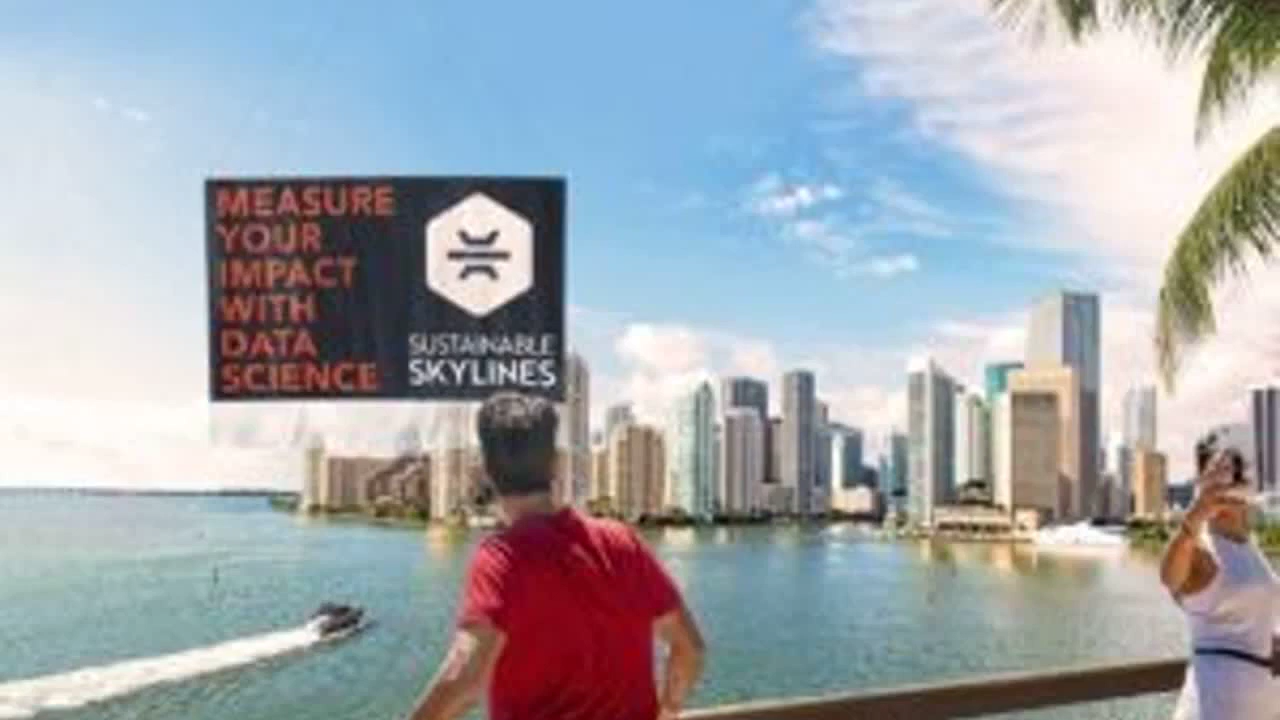 MEASURE
YOUR
IMPACT
WITH
DATA
SCIENCE
SUSTAINABLE
SKYLINES